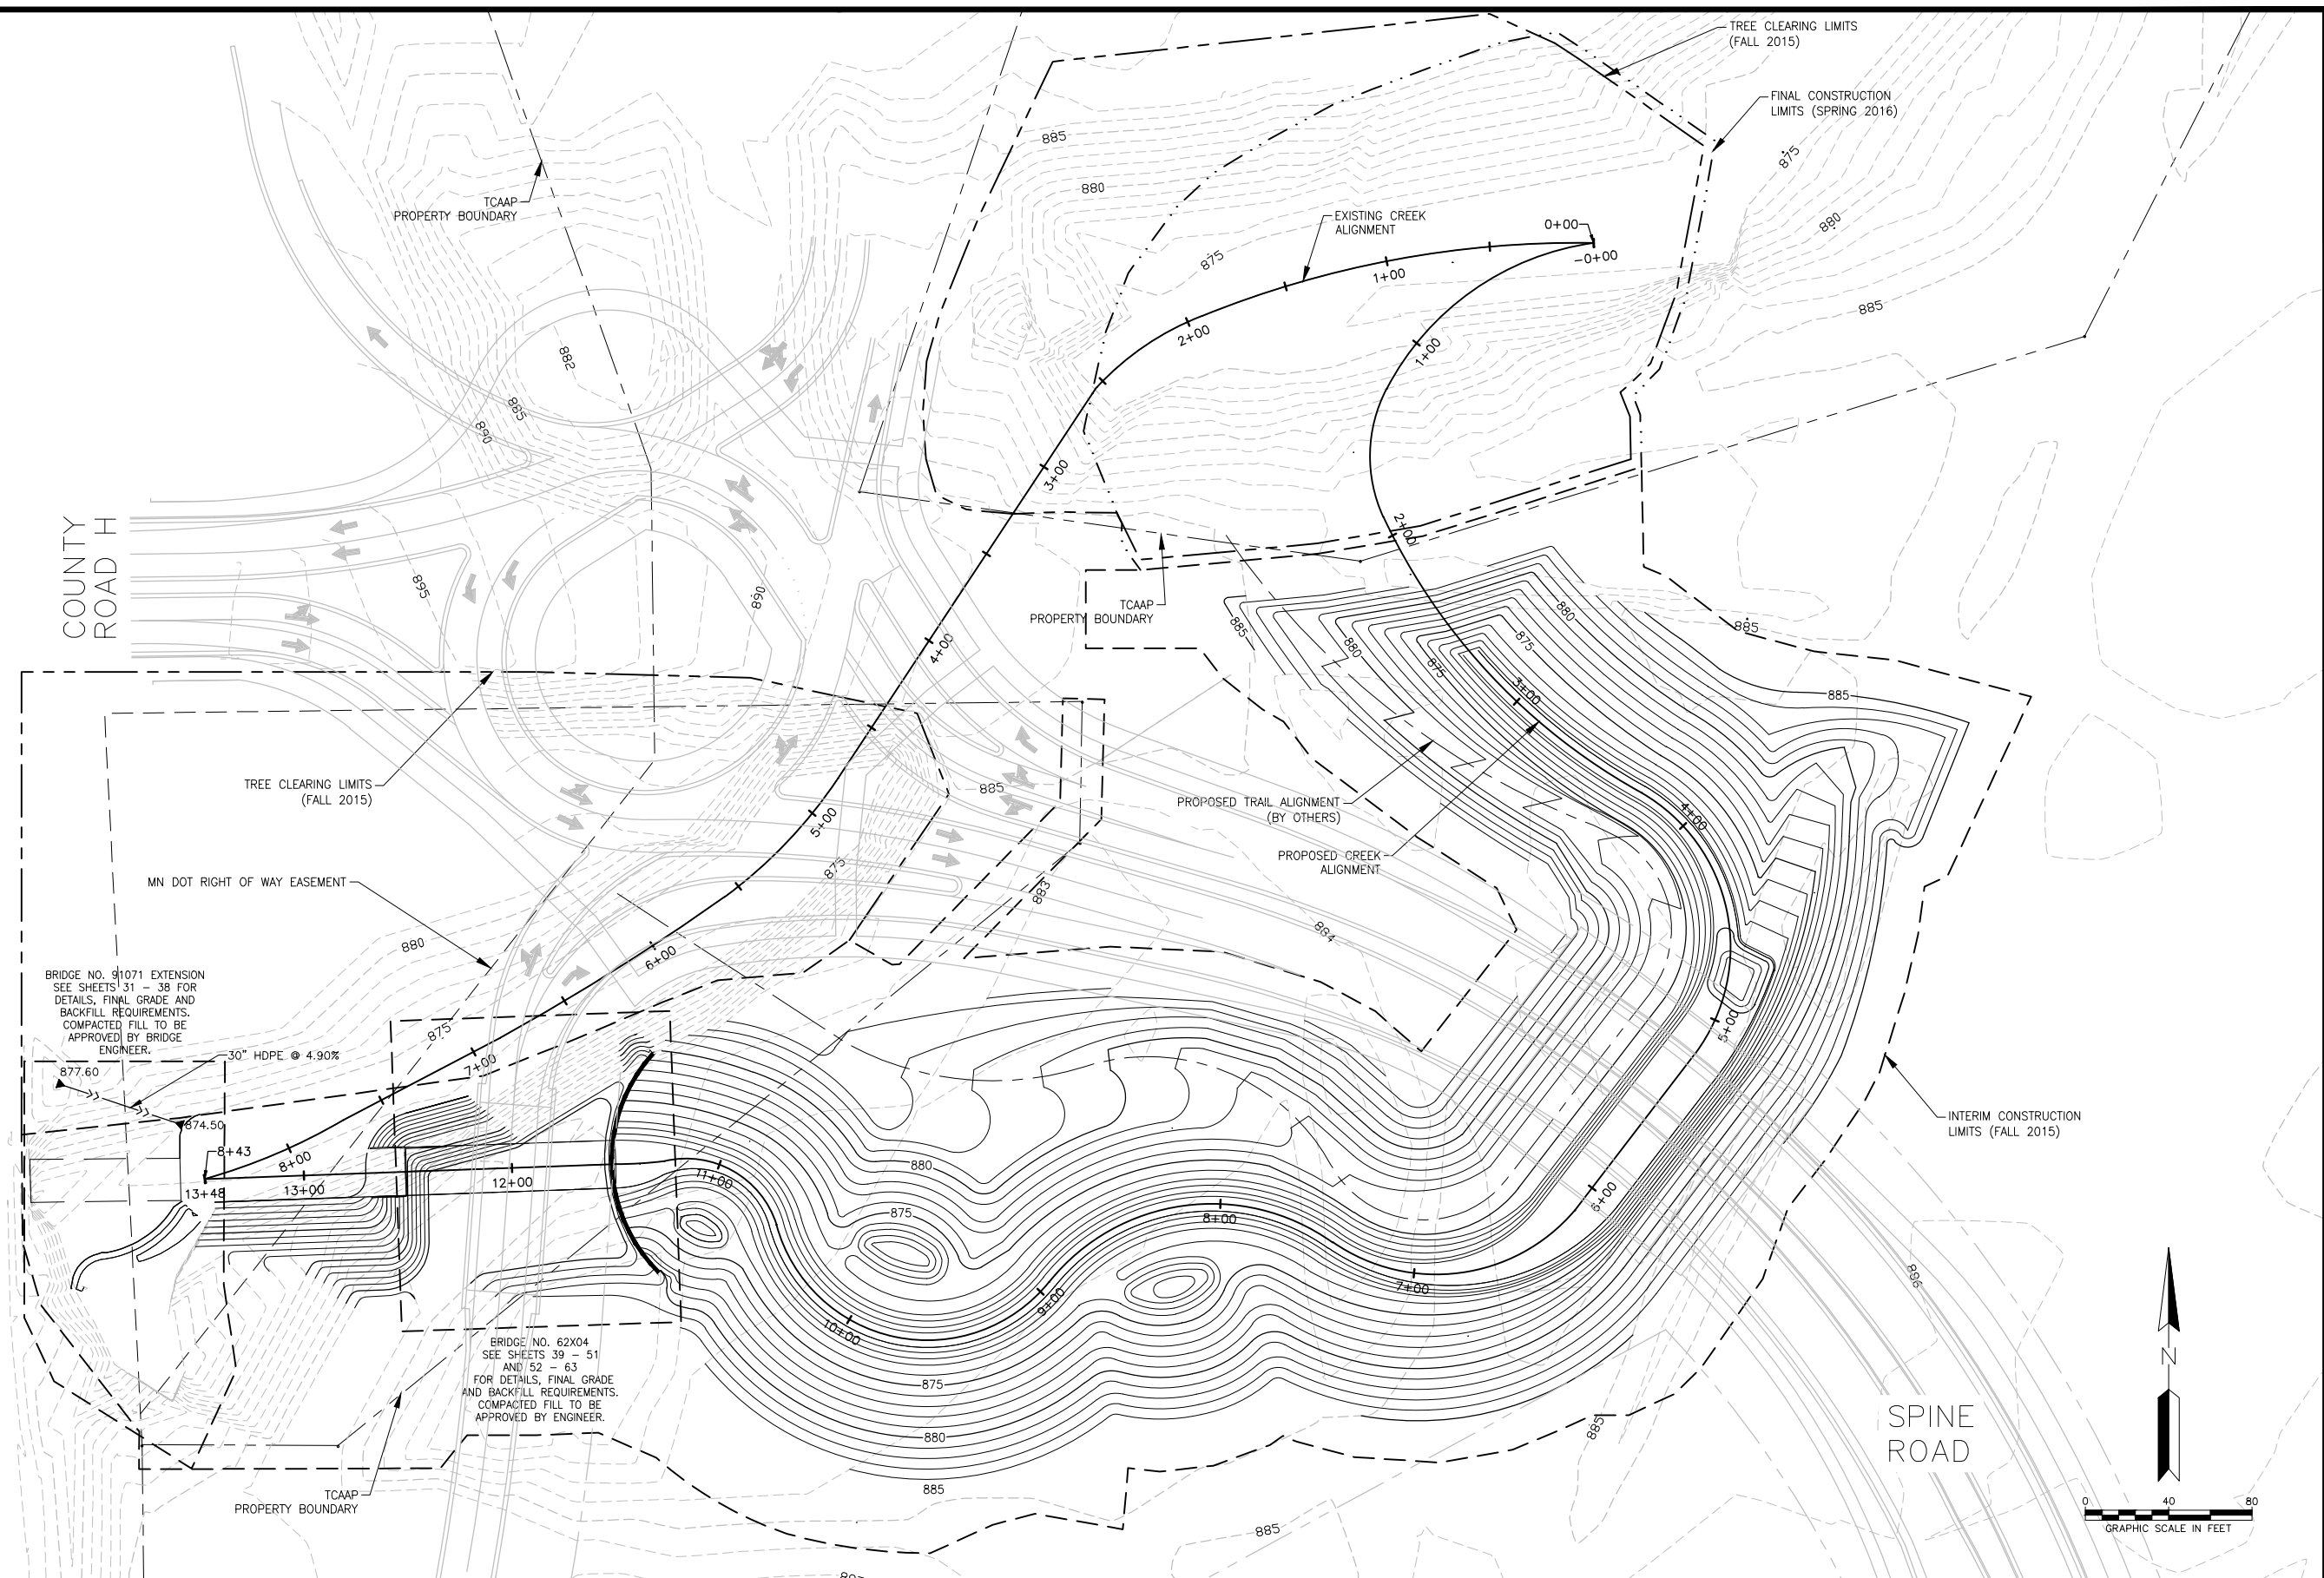 TREE CLEARING LIMITS
(FALL 2015)
FINAL CONSTRUCTION
LIMITS (SPRING 2016)
885
875
880
TCAAP
PROPERTY BOUNDARY
EXISTING CREEK
ALIGNMENT
0+00
-0+00
880
875
1+00
885
2+00
1+00
882
885
890
3+00
2+00
COUNTY
ROAD H
895
890
TCAAP
PROPERTY BOUNDARY
885
880
885
880
875
875
4+00
3+00
885
TREE CLEARING LIMITS
(FALL 2015)
885
5+00
PROPOSED TRAIL ALIGNMENT
(BY OTHERS)
4+00
PROPOSED CREEK
ALIGNMENT
875
MN DOT RIGHT OF WAY EASEMENT
883
884
880
6+00
BRIDGE NO. 91071 EXTENSION
SEE SHEETS 31 - 38 FOR
DETAILS, FINAL GRADE AND
BACKFILL REQUIREMENTS.
COMPACTED FILL TO BE
APPROVED BY BRIDGE
ENGINEER.
875
5+00
30" HDPE @ 4.90%
877.60
7+00
874.50
INTERIM CONSTRUCTION
LIMITS (FALL 2015)
8+43
8+00
880
13+48
13+00
12+00
11+00
6+00
875
8+00
886
7+00
9+00
10+00
BRIDGE NO. 62X04
SEE SHEETS 39 - 51
AND 52 - 63
FOR DETAILS, FINAL GRADE
AND BACKFILL REQUIREMENTS.
COMPACTED FILL TO BE
APPROVED BY ENGINEER.
875
880
885
885
SPINE
ROAD
N
TCAAP
PROPERTY BOUNDARY
885
0 40 80
GRAPHIC SCALE IN FEET